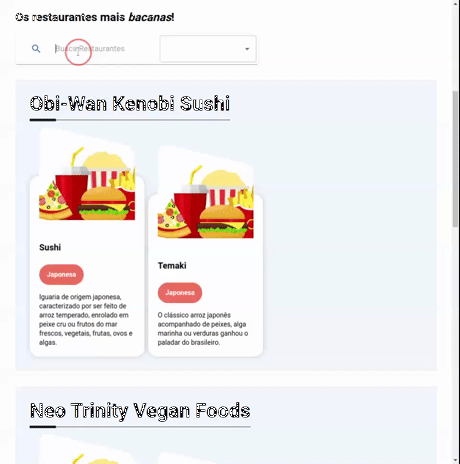 Os restaurantes mais bacanas!
Buscar Restaurantes
Obi-Wan Kenobi Sushi
Sushi
Japonesa
Iguaria de origem japonesa,
caracterizado por ser feito de
arroz temperado, enrolado em
peixe cru ou frutos do mar
frescos, vegetais, frutas, ovos e
algas.
Temaki
Japonesa
O clássico arroz japonês
acompanhado de peixes, alga
marinha ou verduras ganhou o
paladar do brasileiro.
Neo Trinity Vegan Foods